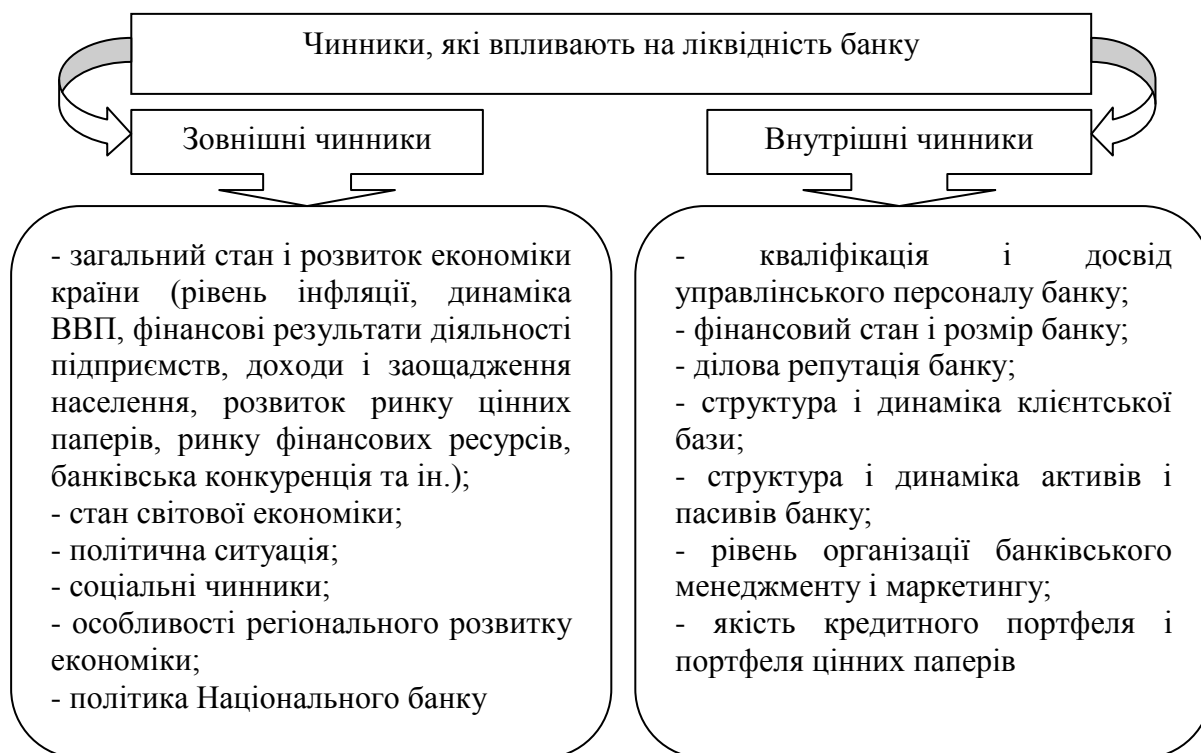 Чинники, які впливають на ліквідність банку
Зовнішні чинники
- загальний стан і розвиток економіки
країни (рівень інфляції, динаміка
ВВП, фінансові результати діяльності
підприємств, доходи і заощадження
населення, розвиток ринку цінних
паперів, ринку фінансових ресурсів,
банківська конкуренція та ін.);
- стан світової економіки;
- політична ситуація;
- соціальні чинники;
- особливості регіонального розвитку
економіки;
- політика Національного банку
Внутрішні чинники
- кваліфікація і досвід
управлінського персоналу банку;
- фінансовий стан і розмір банку;
- ділова репутація банку;
- структура і динаміка клієнтської
бази;
- структура і динаміка активів і
пасивів банку;
- рівень організації банківського
менеджменту і маркетингу;
- якість кредитного портфеля і
портфеля цінних паперів